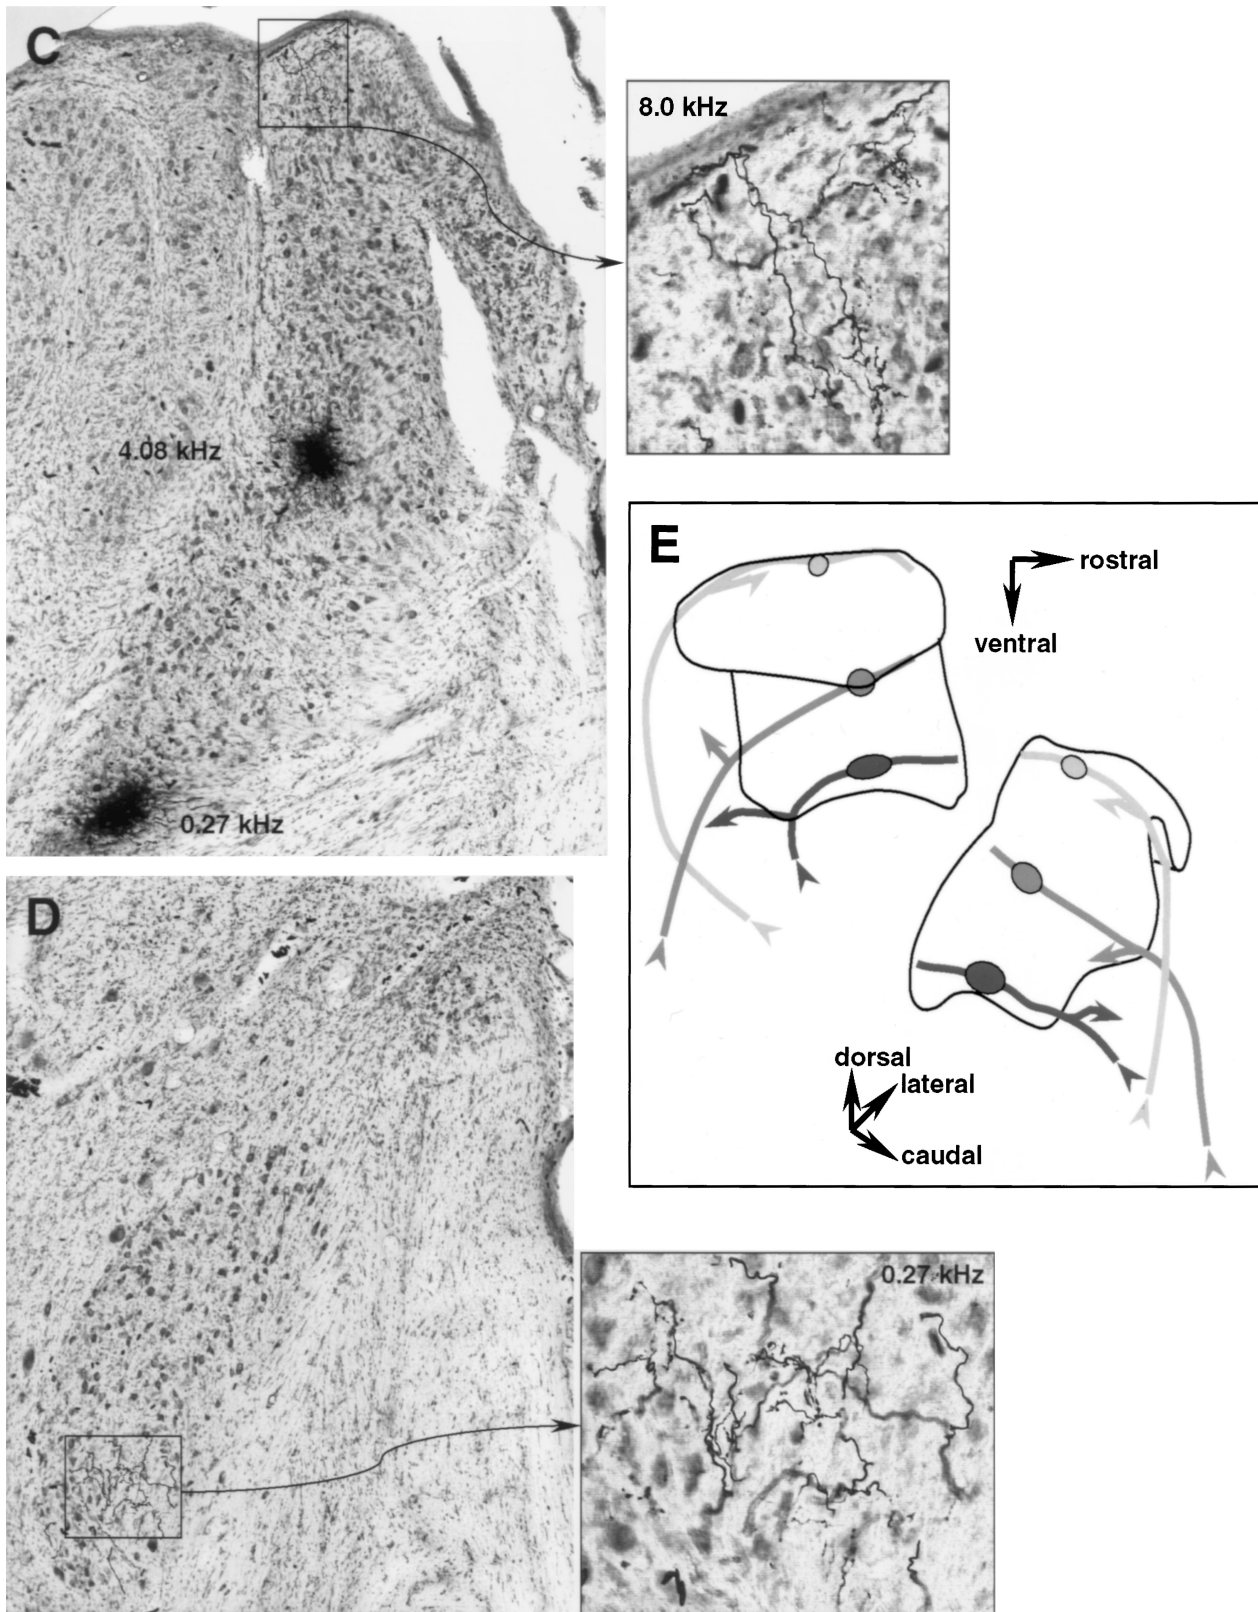 C
8.0 kHz
4.08 kHz
0.27 kHz
E
rostral
ventral
dorsal
lateral
caudal
D
0.27 kHz